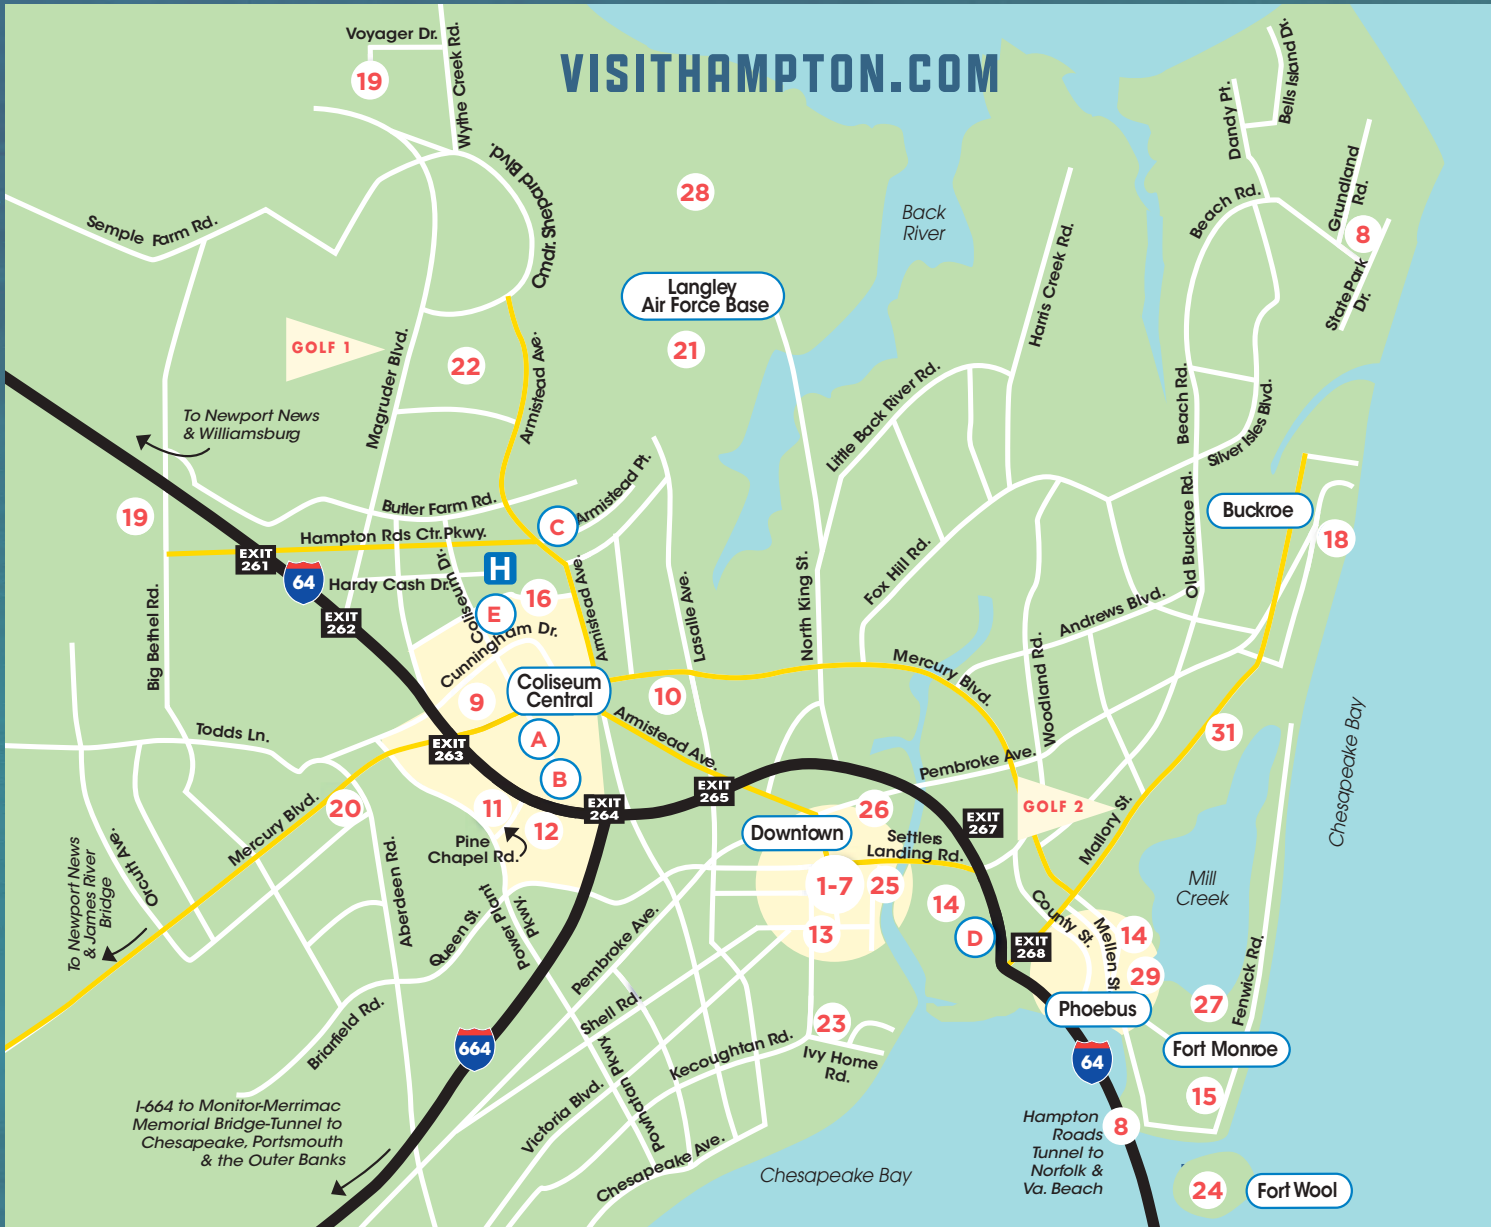 Voyager Dr.
19
Wythe Creek Rd.
VISITHAMPTON.COM
Bells Island Dr.
Dandy Pt.
Cmdr. Shepard Blvd.
28
Back
River
Beach Rd.
Grundland
Rd.
8
State Park
Dr.
Semple Farm Rd.
Harris Creek Rd.
Langley
Air Force Base
21
GOLF 1
22
Magruder Blvd.
Armistead Ave.
Little Back River Rd.
Beach Rd.
Silver Isles Blvd.
To Newport News
& Williamsburg
19
Butler Farm Rd.
Armistead Pt.
C
Hampton Rds Ctr.Pkwy.
Buckroe
18
Old Buckroe Rd.
EXIT
261
64
Hardy Cash Dr.
Coliseum Dr.
H
16
E
Armistead Ave.
Lasalle Ave.
North King St.
Fox Hill Rd.
Andrews Blvd.
EXIT
262
Big Bethel Rd.
Cunningham Dr.
Coliseum
Central
9
10
Mercury Blvd.
Woodland Rd.
Chesapeake Bay
Todds Ln.
EXIT
263
A
B
Armistead Ave.
Pembroke Ave.
31
EXIT
264
EXIT
265
20
Mercury Blvd.
11
12
Pine
Chapel Rd.
Downtown
26
Settlers
Landing Rd.
EXIT
267
GOLF 2
Mallory St.
Orcutt Ave.
To Newport News
& James River
Bridge
Aberdeen Rd.
Queen St.
Power Plant
Pkwy.
1-7
25
14
13
D
EXIT
268
County St.
Mellen St
14
29
Mill
Creek
Pembroke Ave.
Phoebus
27
Fenwick Rd.
Fort Monroe
Briarfield Rd.
664
Shell Rd.
23
Ivy Home
Rd.
Kecoughtan Rd.
64
15
Powhatan Pkwy
Victoria Blvd.
I-664 to Monitor-Merrimac
Memorial Bridge-Tunnel to
Chesapeake, Portsmouth
& the Outer Banks
Chesapeake Ave.
Chesapeake Bay
Hampton
Roads
Tunnel to
Norfolk &
Va. Beach
8
24
Fort Wool